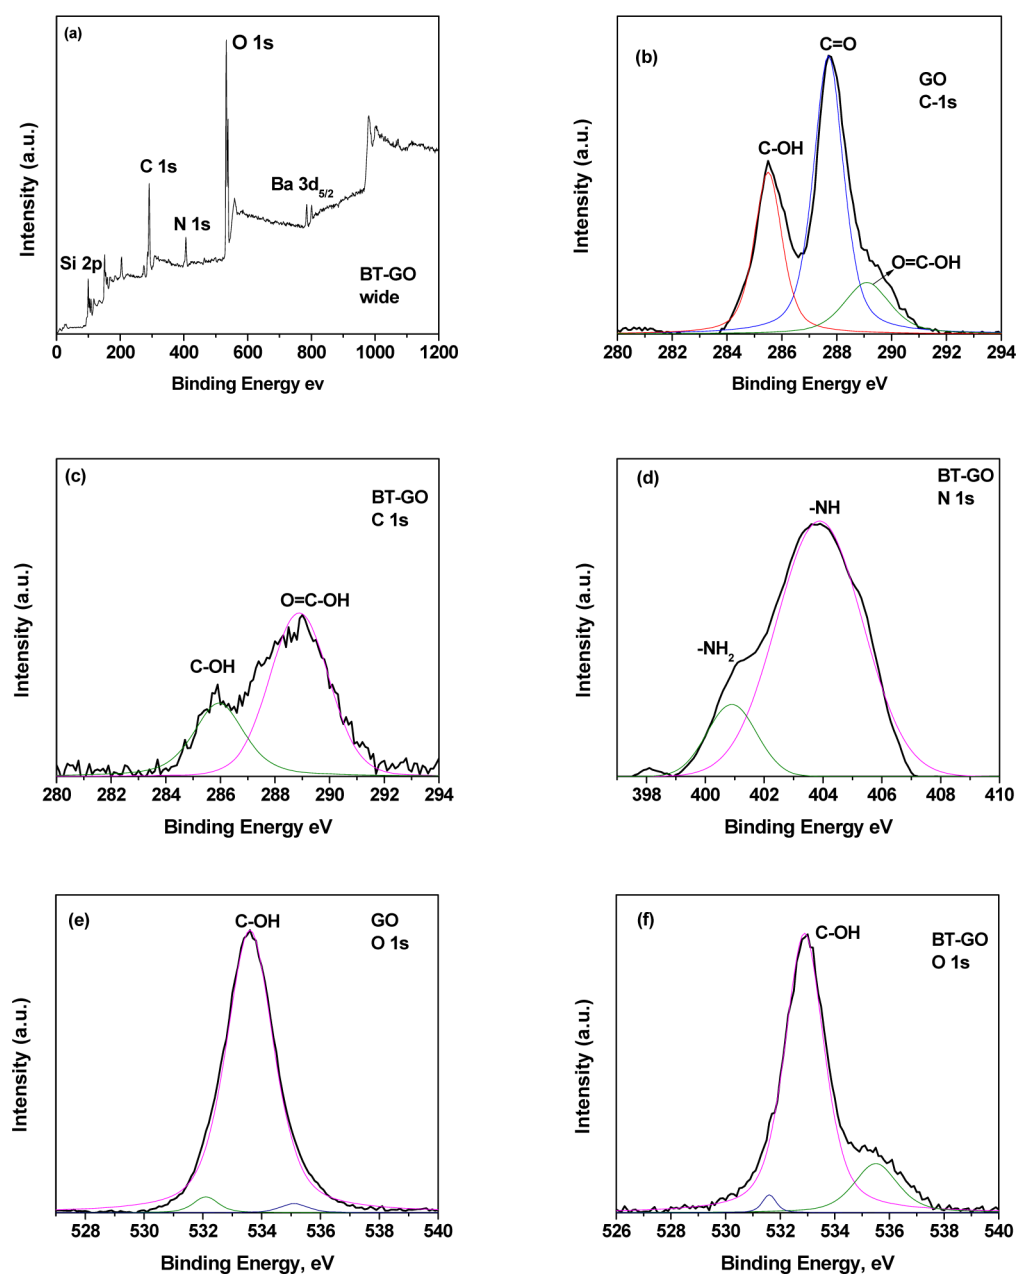 (a)
O 1s
C 1s
N 1s
Ba 3d5/2
Si 2p
BT-GO
wide
Intensity (a.u.)
0 200 400 600 800 1000 1200
Binding Energy ev
(b)
C=O
GO
C-1s
C-OH
O=C-OH
Intensity (a.u.)
280 282 284 286 288 290 292 294
Binding Energy eV
(c)
BT-GO
C 1s
O=C-OH
C-OH
Intensity (a.u.)
280 282 284 286 288 290 292 294
Binding Energy eV
(d)
BT-GO
N 1s
-NH
-NH2
Intensity (a.u.)
398 400 402 404 406 408 410
Binding Energy eV
(e)
C-OH
GO
O 1s
Intensity (a.u.)
528 530 532 534 536 538 540
Binding Energy, eV
(f)
C-OH
BT-GO
O 1s
Intensity (a.u.)
526 528 530 532 534 536 538 540
Binding Energy, eV